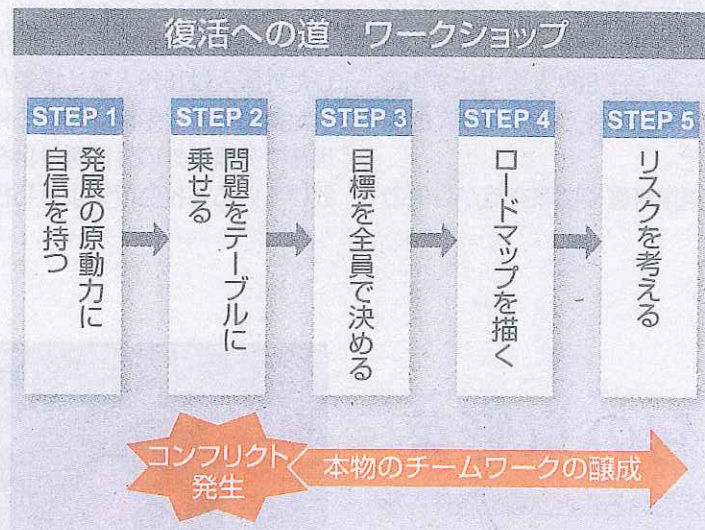 復活への道 ワークショップ
STEP 1
発展の原動力に
自信を持つ
STEP 2
問題をテーブルに
乗せる
STEP 3
目標を全員で決める
STEP 4
ロードマップを描く
STEP 5
リスクを考える
コンフリクト
発生
本物のチームワークの醸成